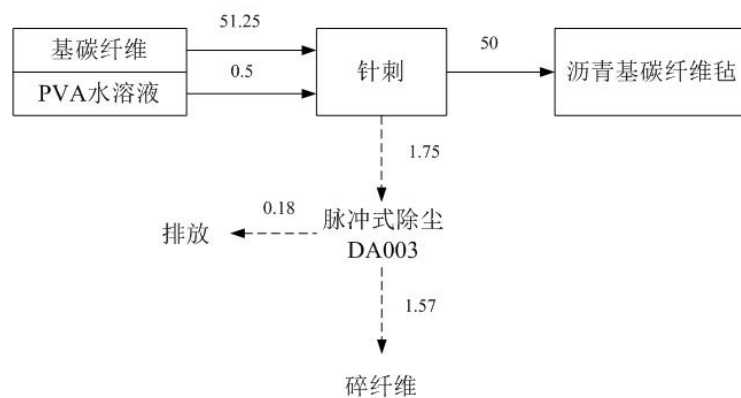 51.25
基碳纤维
0.5
PVA水溶液
针刺
50
沥青基碳纤维毡
1.75
0.18
排放
脉冲式除尘
DA003
1.57
碎纤维